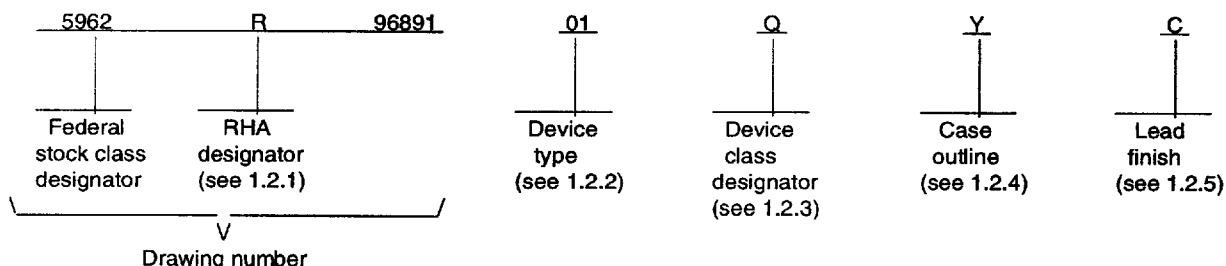 5962 R 96891 01 Q Y C
Federal stock class designator
RHA designator (see 1.2.1)
Device type (see 1.2.2)
Device class designator (see 1.2.3)
Case outline (see 1.2.4)
Lead finish (see 1.2.5)
Drawing number